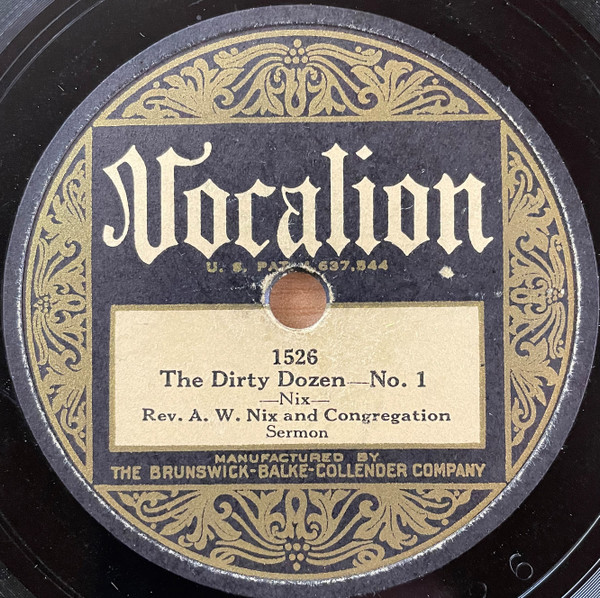 Vocalion
U. S. PAT. 1,637,544
1526
The Dirty Dozen—No. 1
—Nix—
Rev. A. W. Nix and Congregation
Sermon
MANUFACTURED BY
THE BRUNSWICK-BALKE-COLLENDER COMPANY
6